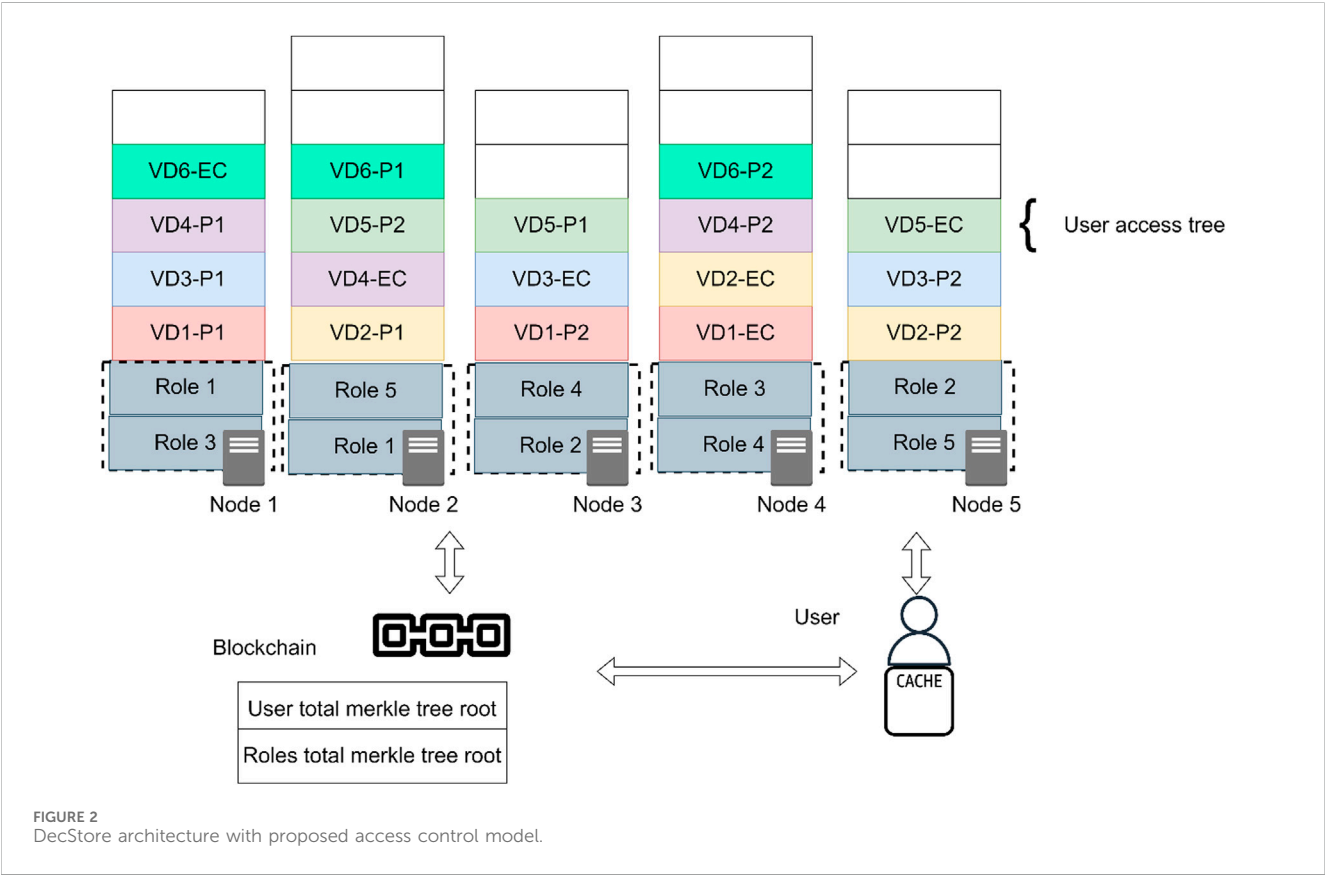 VD6-EC
VD6-P1
VD6-P2
VD4-P1
VD5-P2
VD5-P1
VD4-P2
VD5-EC
User access tree
VD3-P1
VD4-EC
VD3-EC
VD2-EC
VD3-P2
VD1-P1
VD2-P1
VD1-P2
VD1-EC
VD2-P2
Role 1
Role 5
Role 4
Role 3
Role 2
Role 3
Role 1
Role 2
Role 4
Role 5
Node 1
Node 2
Node 3
Node 4
Node 5
Blockchain
User
CACHE
User total merkle tree root
Roles total merkle tree root
FIGURE 2
DecStore architecture with proposed access control model.